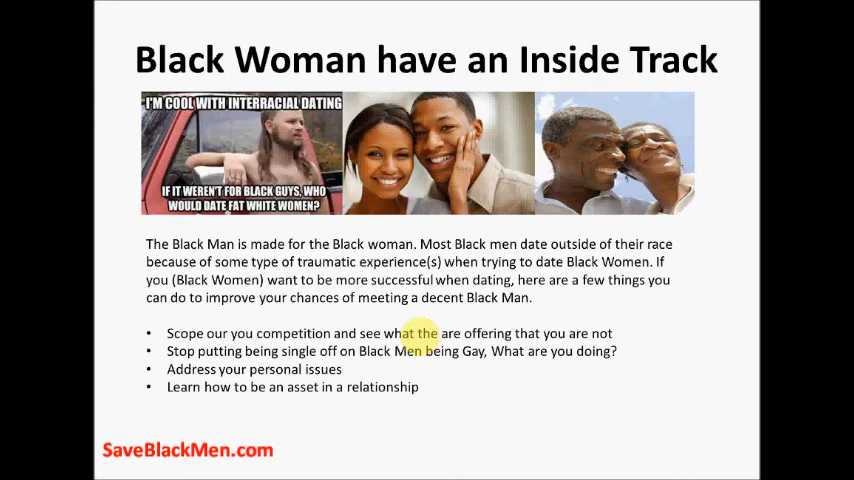 Black Woman have an Inside Track
I'M COOL WITH INTERRACIAL DATING
IF IT WEREN'T FOR BLACK GUYS, WHO
WOULD DATE FAT WHITE WOMEN?
The Black Man is made for the Black woman. Most Black men date outside of their race
because of some type of traumatic experience(s) when trying to date Black Women. If
you (Black Women) want to be more successful when dating, here are a few things you
can do to improve your chances of meeting a decent Black Man.
• Scope our you competition and see what the are offering that you are not
• Stop putting being single off on Black Men being Gay, What are you doing?
• Address your personal issues
• Learn how to be an asset in a relationship
SaveBlackMen.com